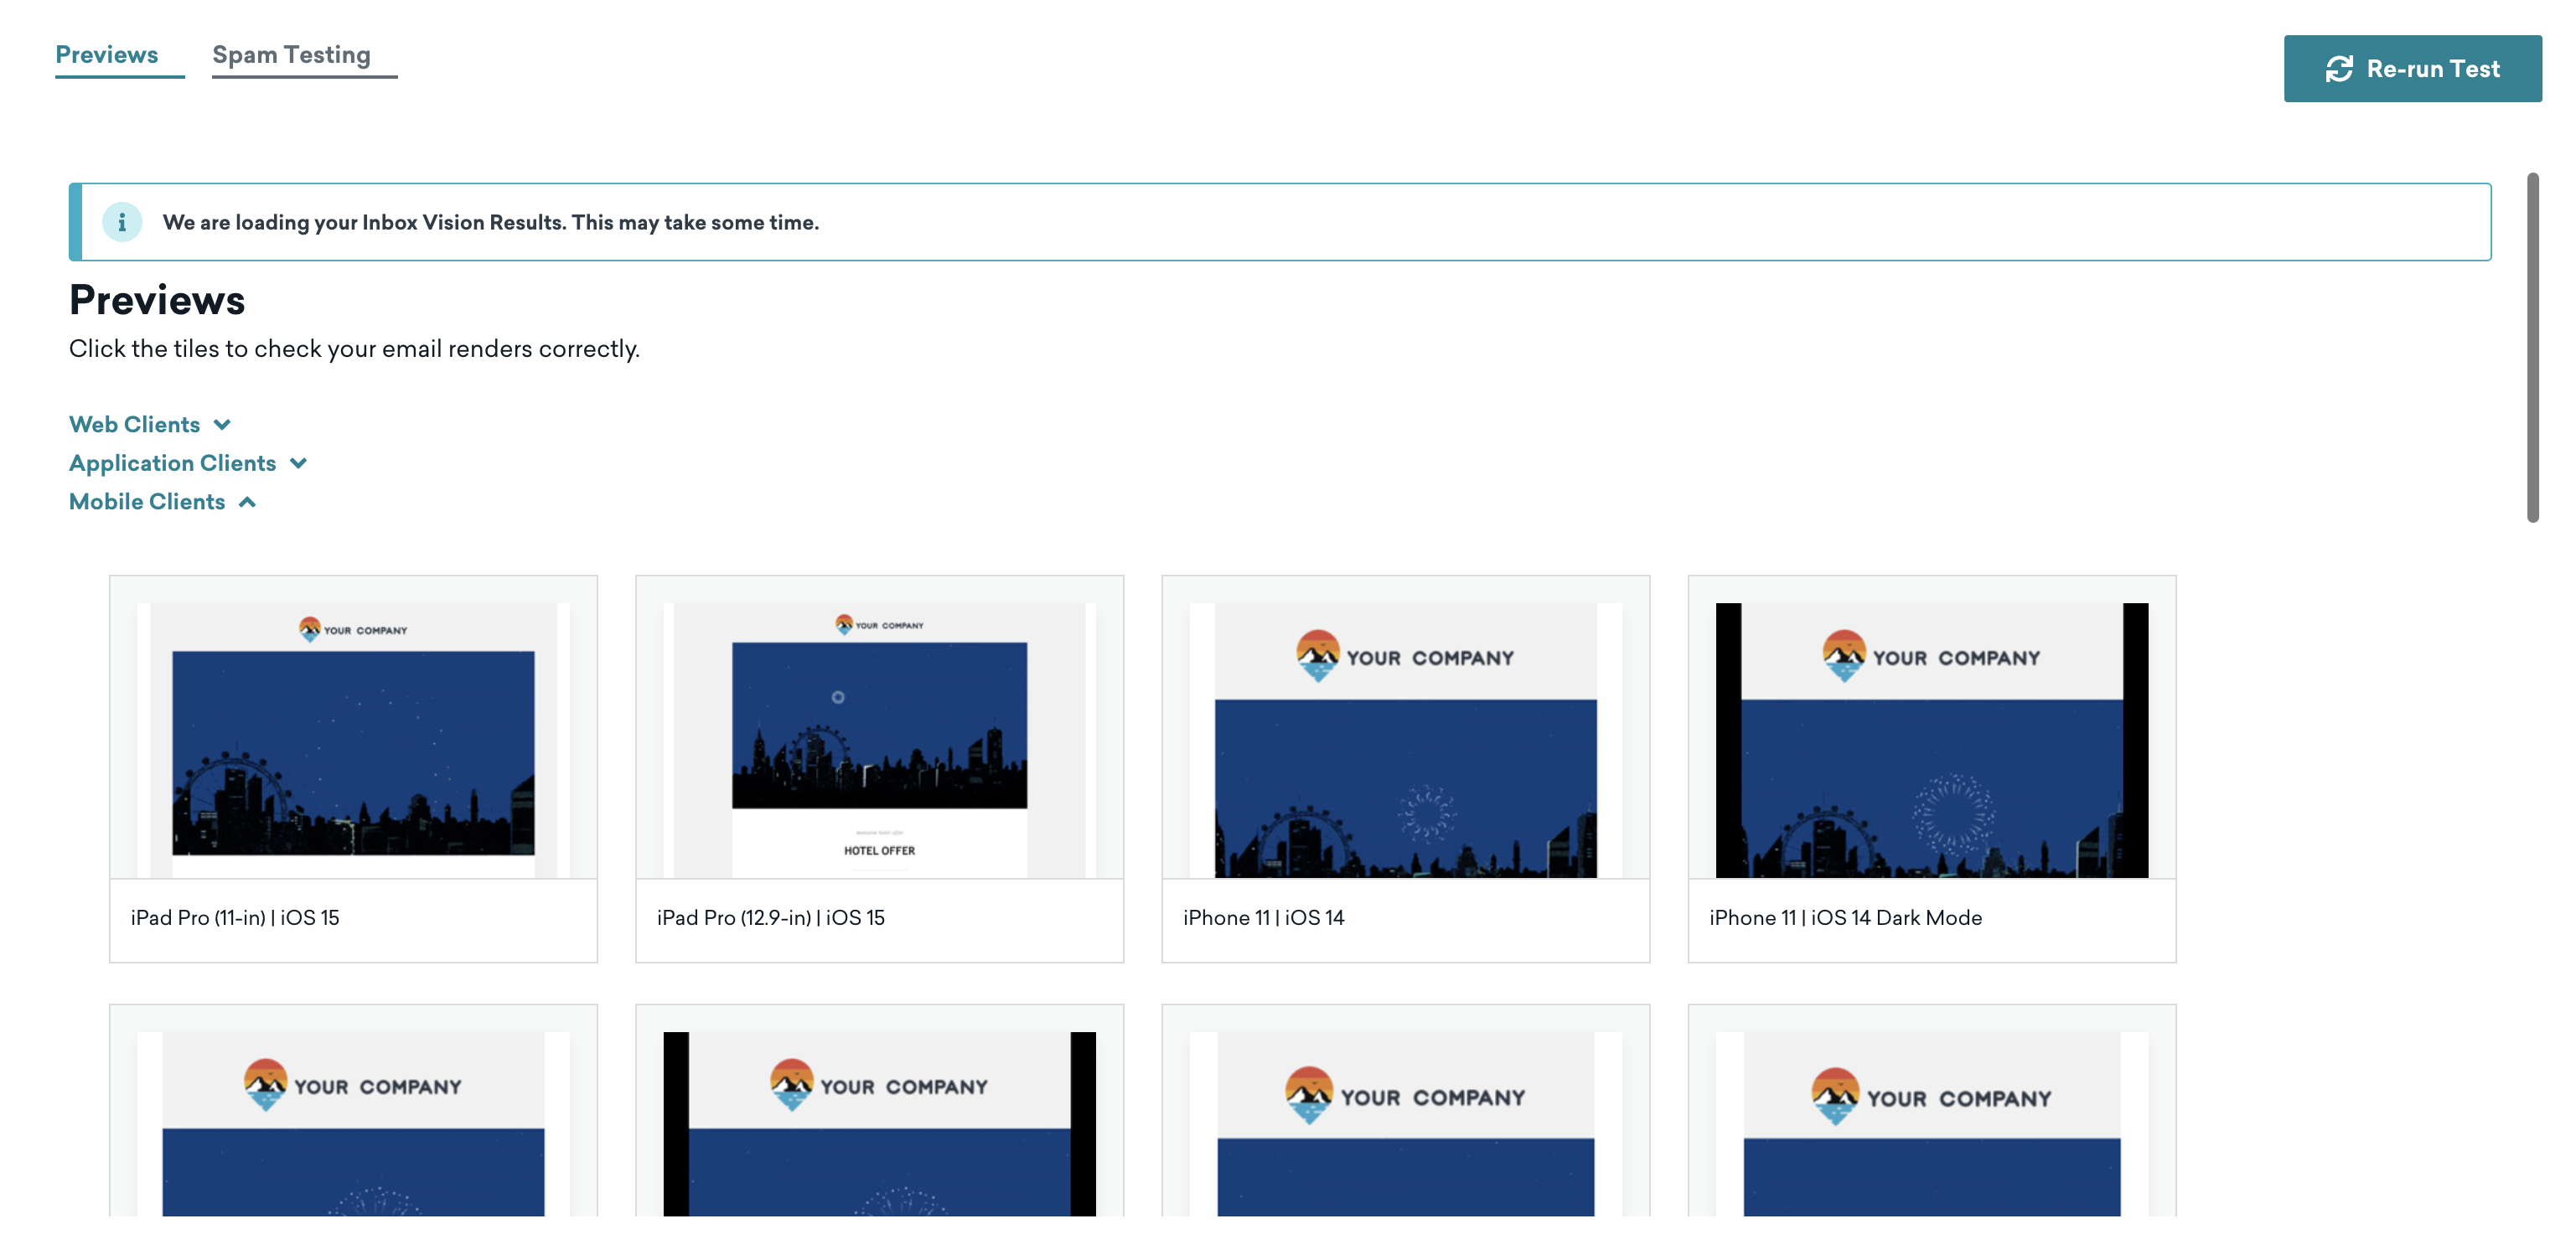 Previews
Spam Testing
Re-run Test
We are loading your Inbox Vision Results. This may take some time.
Previews
Click the tiles to check your email renders correctly.
Web Clients
Application Clients
Mobile Clients
YOUR COMPANY
YOUR COMPANY
YOUR COMPANY
YOUR COMPANY
Awesome hotel offer
HOTEL OFFER
iPad Pro (11-in) | iOS 15
iPad Pro (12.9-in) | iOS 15
iPhone 11 | iOS 14
iPhone 11 | iOS 14 Dark Mode
YOUR COMPANY
YOUR COMPANY
YOUR COMPANY
YOUR COMPANY